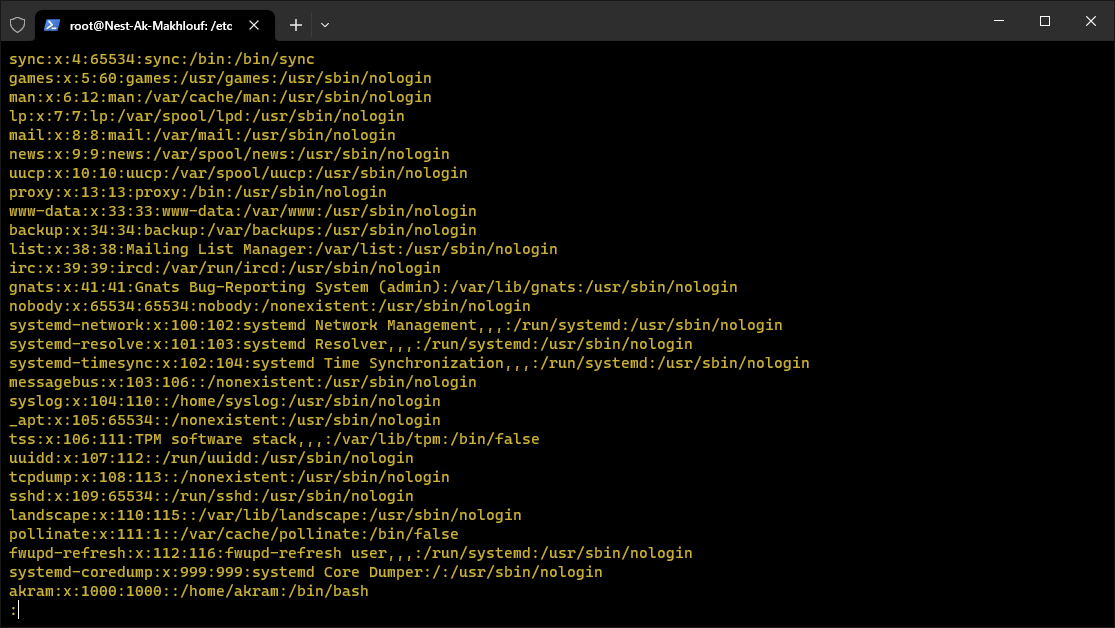 root@Nest-Ak-Makhlouf: /etc
sync:x:4:65534:sync:/bin:/bin/sync
games:x:5:60:games:/usr/games:/usr/sbin/nologin
man:x:6:12:man:/var/cache/man:/usr/sbin/nologin
lp:x:7:7:lp:/var/spool/lpd:/usr/sbin/nologin
mail:x:8:8:mail:/var/mail:/usr/sbin/nologin
news:x:9:9:news:/var/spool/news:/usr/sbin/nologin
uucp:x:10:10:uucp:/var/spool/uucp:/usr/sbin/nologin
proxy:x:13:13:proxy:/bin:/usr/sbin/nologin
www-data:x:33:33:www-data:/var/www:/usr/sbin/nologin
backup:x:34:34:backup:/var/backups:/usr/sbin/nologin
list:x:38:38:Mailing List Manager:/var/list:/usr/sbin/nologin
irc:x:39:39:ircd:/var/run/ircd:/usr/sbin/nologin
gnats:x:41:41:Gnats Bug-Reporting System (admin):/var/lib/gnats:/usr/sbin/nologin
nobody:x:65534:65534:nobody:/nonexistent:/usr/sbin/nologin
systemd-network:x:100:102:systemd Network Management,,,:/run/systemd:/usr/sbin/nologin
systemd-resolve:x:101:103:systemd Resolver,,,:/run/systemd:/usr/sbin/nologin
systemd-timesync:x:102:104:systemd Time Synchronization,,,:/run/systemd:/usr/sbin/nologin
messagebus:x:103:106::/nonexistent:/usr/sbin/nologin
syslog:x:104:110::/home/syslog:/usr/sbin/nologin
_apt:x:105:65534::/nonexistent:/usr/sbin/nologin
tss:x:106:111:TPM software stack,,,:/var/lib/tpm:/bin/false
uuidd:x:107:112::/run/uuidd:/usr/sbin/nologin
tcpdump:x:108:113::/nonexistent:/usr/sbin/nologin
sshd:x:109:65534::/run/sshd:/usr/sbin/nologin
landscape:x:110:115::/var/lib/landscape:/usr/sbin/nologin
pollinate:x:111:1::/var/cache/pollinate:/bin/false
fwupd-refresh:x:112:116:fwupd-refresh user,,,:/run/systemd:/usr/sbin/nologin
systemd-coredump:x:999:999:systemd Core Dumper:/:/usr/sbin/nologin
akram:x:1000:1000::/home/akram:/bin/bash
: